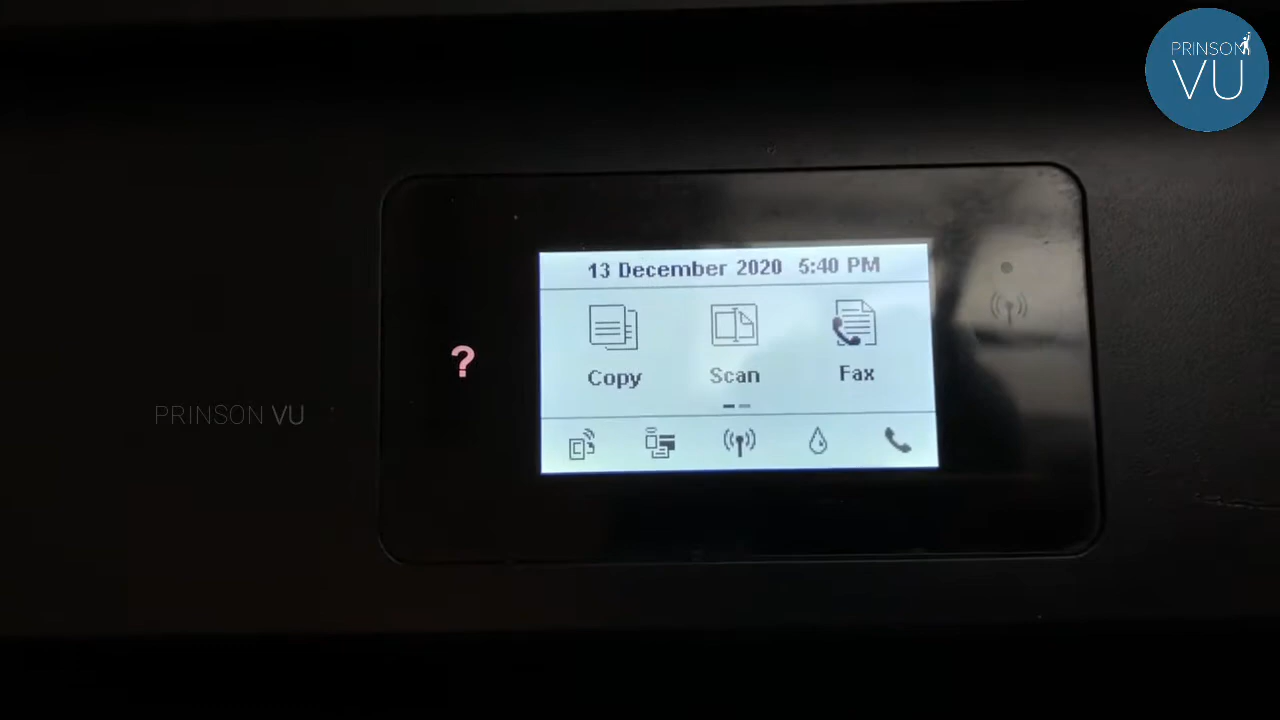 PRINSON
VU
13 December 2020 5:40 PM
?
Copy
Scan
Fax
PRINSON VU